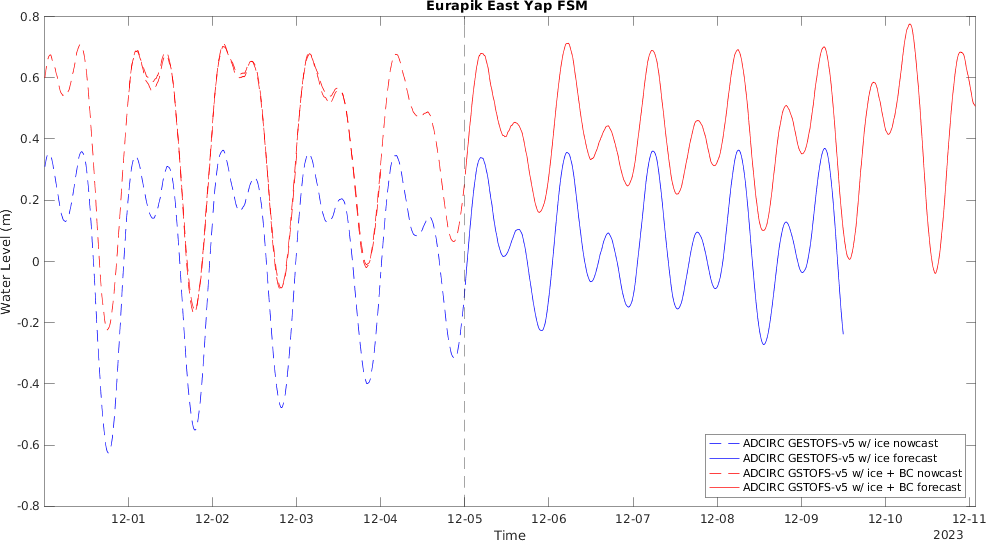 Eurapik East Yap FSM
0.8
0.6
0.4
0.2
0
-0.2
-0.4
-0.6
-0.8
Water Level (m)
ADCIRC GESTOFS-v5 w/ ice nowcast
ADCIRC GESTOFS-v5 w/ ice forecast
ADCIRC GSTOFS-v5 w/ ice + BC nowcast
ADCIRC GSTOFS-v5 w/ ice + BC forecast
12-01 12-02 12-03 12-04 12-05 12-06 12-07 12-08 12-09 12-10 12-11
Time
2023